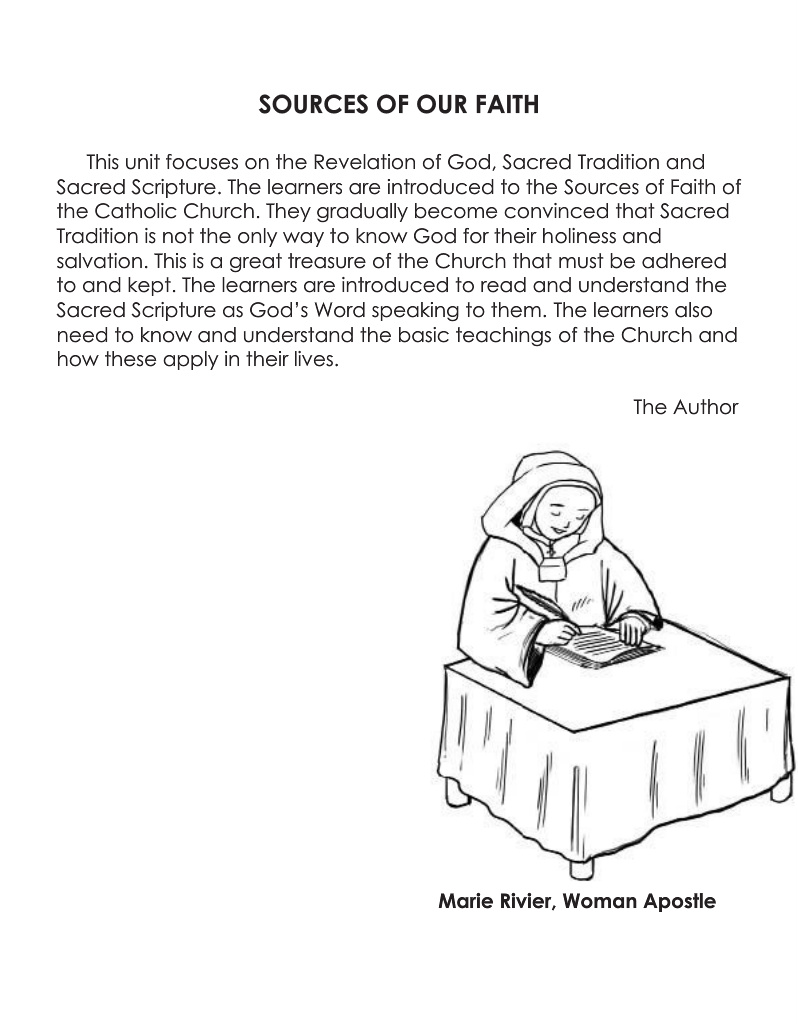 SOURCES OF OUR FAITH
This unit focuses on the Revelation of God, Sacred Tradition and
Sacred Scripture. The learners are introduced to the Sources of Faith of
the Catholic Church. They gradually become convinced that Sacred
Tradition is not the only way to know God for their holiness and
salvation. This is a great treasure of the Church that must be adhered
to and kept. The learners are introduced to read and understand the
Sacred Scripture as God’s Word speaking to them. The learners also
need to know and understand the basic teachings of the Church and
how these apply in their lives.
The Author
Marie Rivier, Woman Apostle